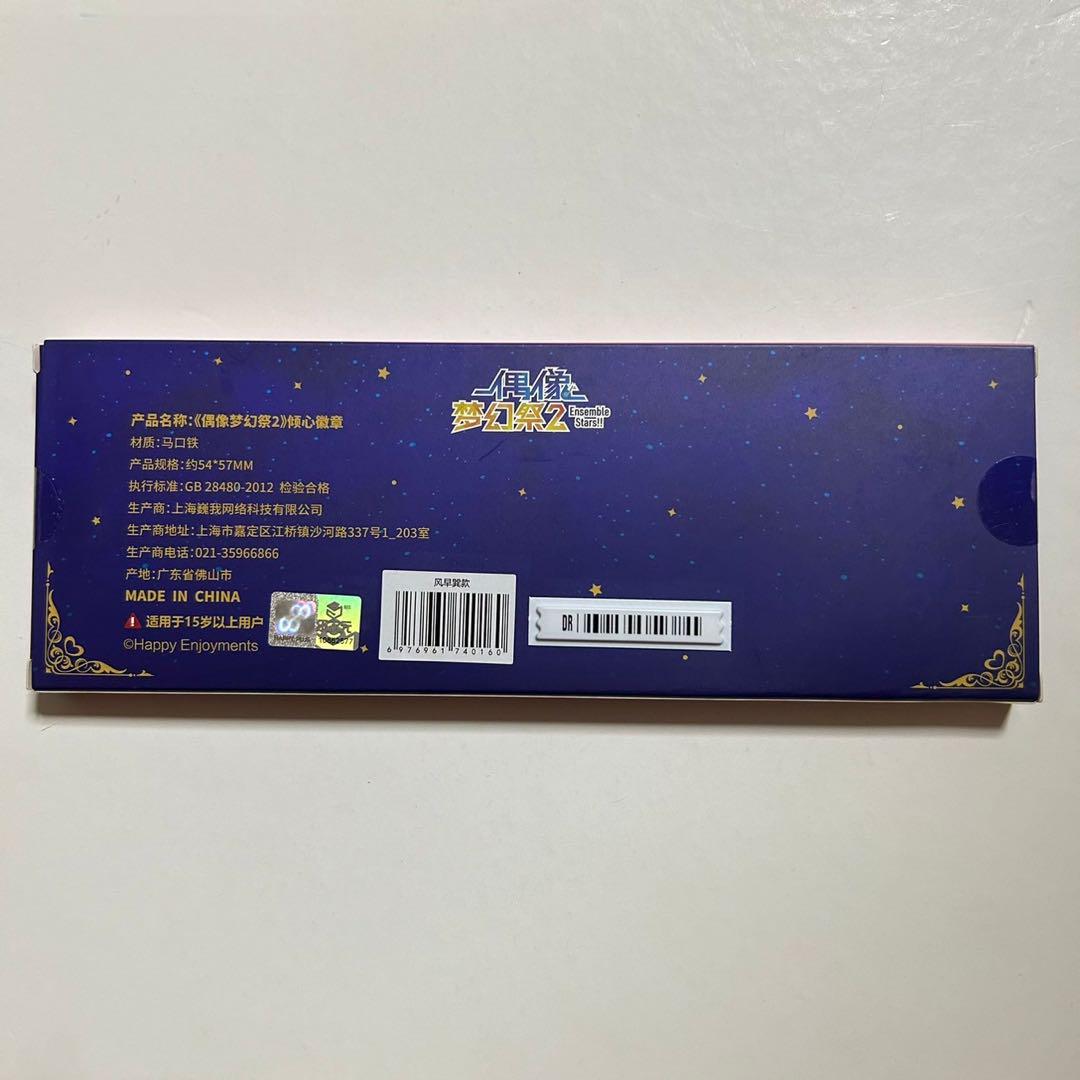 偶像
梦幻祭2
Ensemble
Stars!!
产品名称:《偶像梦幻祭2》倾心徽章
材质:马口铁
产品规格:约54*57MM
执行标准:GB 28480-2012 检验合格
生产商:上海巍我网络科技有限公司
生产商地址:上海市嘉定区江桥镇沙河路337号1_203室
生产商电话:021-35966866
产地:广东省佛山市
MADE IN CHINA
适用于15岁以上用户
©Happy Enjoyments
风早巽款
6 976961 740160
DR